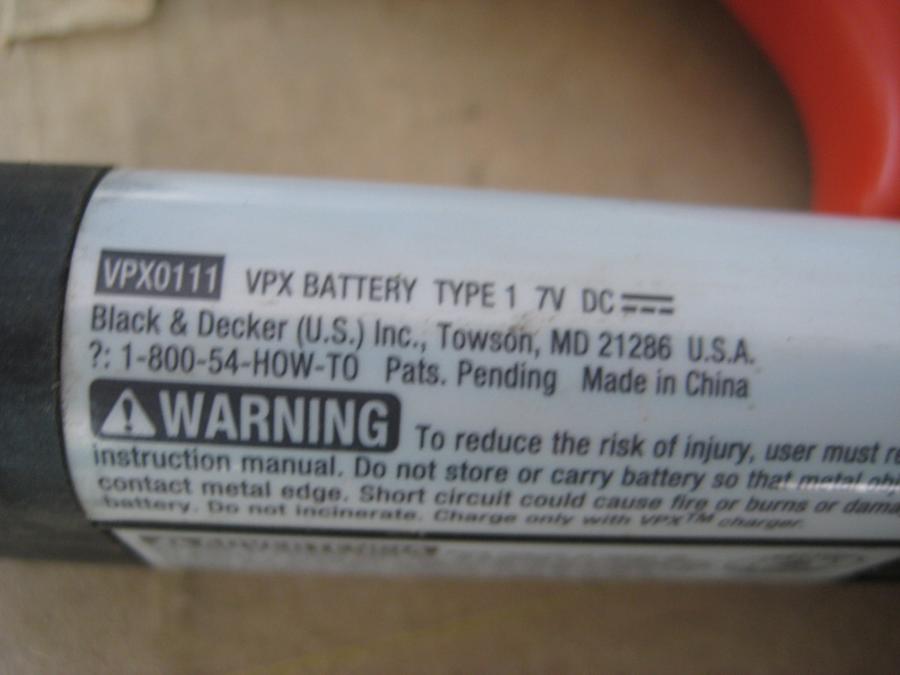 VPX0111 VPX BATTERY TYPE 1 7V DC
Black & Decker (U.S.) Inc., Towson, MD 21286 U.S.A.
?: 1-800-54-HOW-TO Pats. Pending Made in China
WARNING To reduce the risk of injury, user must
instruction manual. Do not store or carry battery so that metal
contact metal edge. Short circuit could cause fire or burns or
battery. Do not incinerate. Charge only with VPX™ charger.